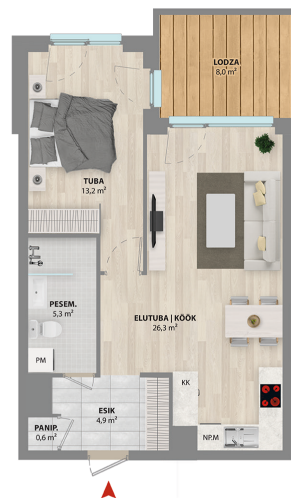 LODZA
8,0 m²
TUBA
13,2 m²
PESEM.
5,3 m²
ELUTUBA | KÖÖK
26,3 m²
PM
KK
ESIK
4,9 m²
PANIP.
0,6 m²
NP.M